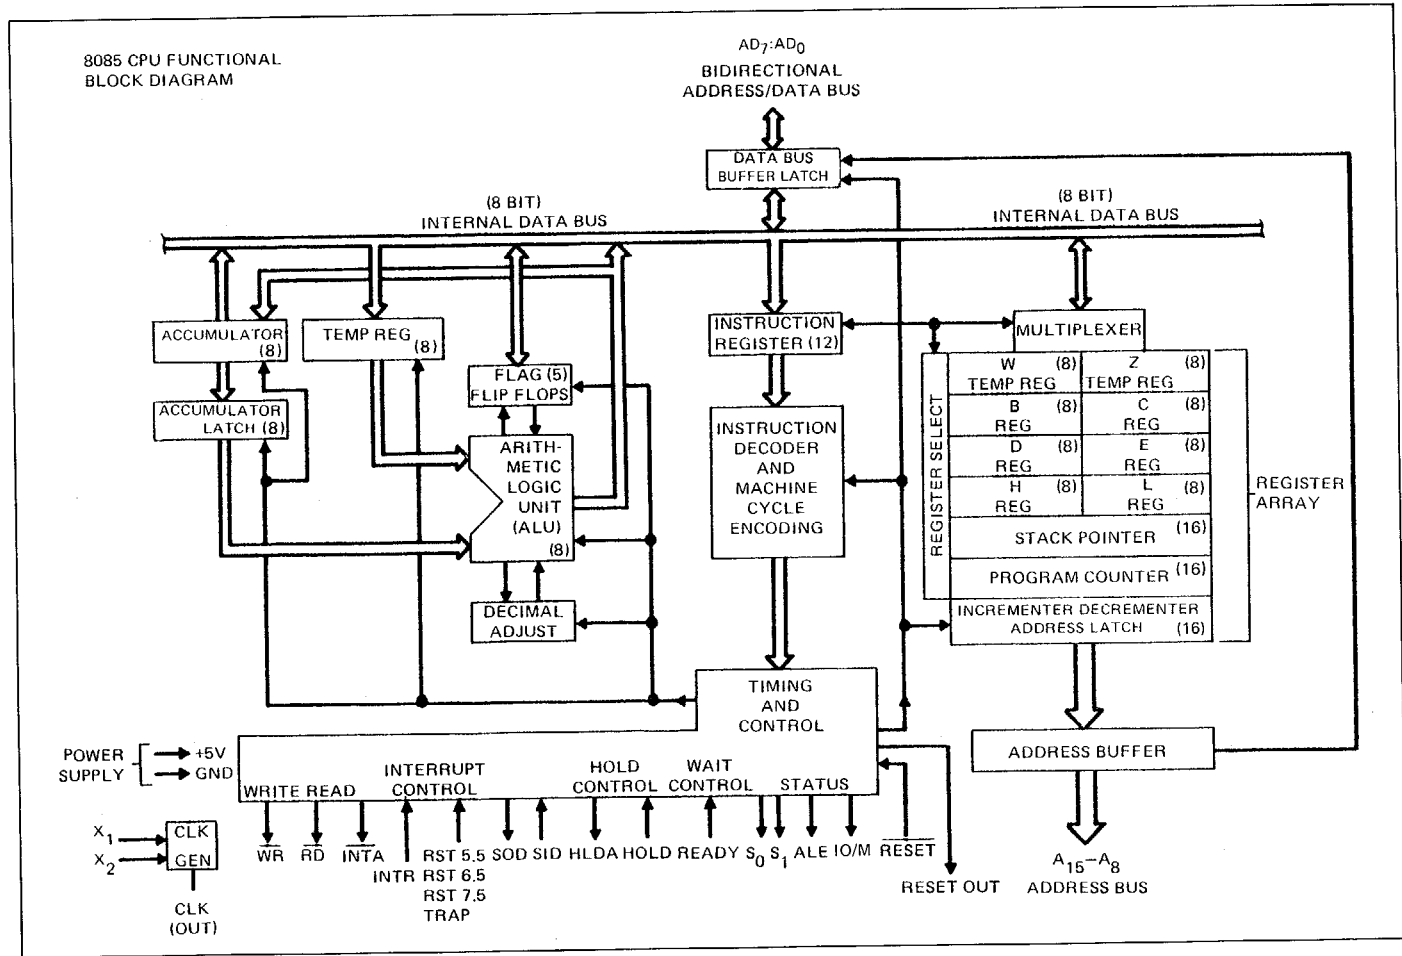 8085 CPU FUNCTIONAL
BLOCK DIAGRAM
AD7:AD0
BIDIRECTIONAL
ADDRESS/DATA BUS
DATA BUS
BUFFER LATCH
(8 BIT)
INTERNAL DATA BUS
(8 BIT)
INTERNAL DATA BUS
ACCUMULATOR
(8)
TEMP REG
(8)
INSTRUCTION
REGISTER (12)
MULTIPLEXER
FLAG (5)
FLIP FLOPS
ACCUMULATOR
LATCH (8)
ARITH-
METIC
LOGIC
UNIT
(ALU)
(8)
DECIMAL
ADJUST
INSTRUCTION
DECODER
AND
MACHINE
CYCLE
ENCODING
REGISTER SELECT
W (8)
TEMP REG
Z (8)
TEMP REG
B (8)
REG
C (8)
REG
D (8)
REG
E (8)
REG
H (8)
REG
L (8)
REG
STACK POINTER (16)
PROGRAM COUNTER (16)
INCREMENTER DECREMENTER
ADDRESS LATCH (16)
REGISTER
ARRAY
TIMING
AND
CONTROL
ADDRESS BUFFER
POWER
SUPPLY
+5V
GND
WRITE READ
INTERRUPT
CONTROL
HOLD
CONTROL
WAIT
CONTROL
STATUS
X1
X2
CLK
GEN
CLK
(OUT)
WR RD INTA
INTR
RST 5.5
RST 6.5
RST 7.5
TRAP
SOD SID HLDA HOLD READY S0 S1 ALE IO/M RESET
RESET OUT
A15–A8
ADDRESS BUS